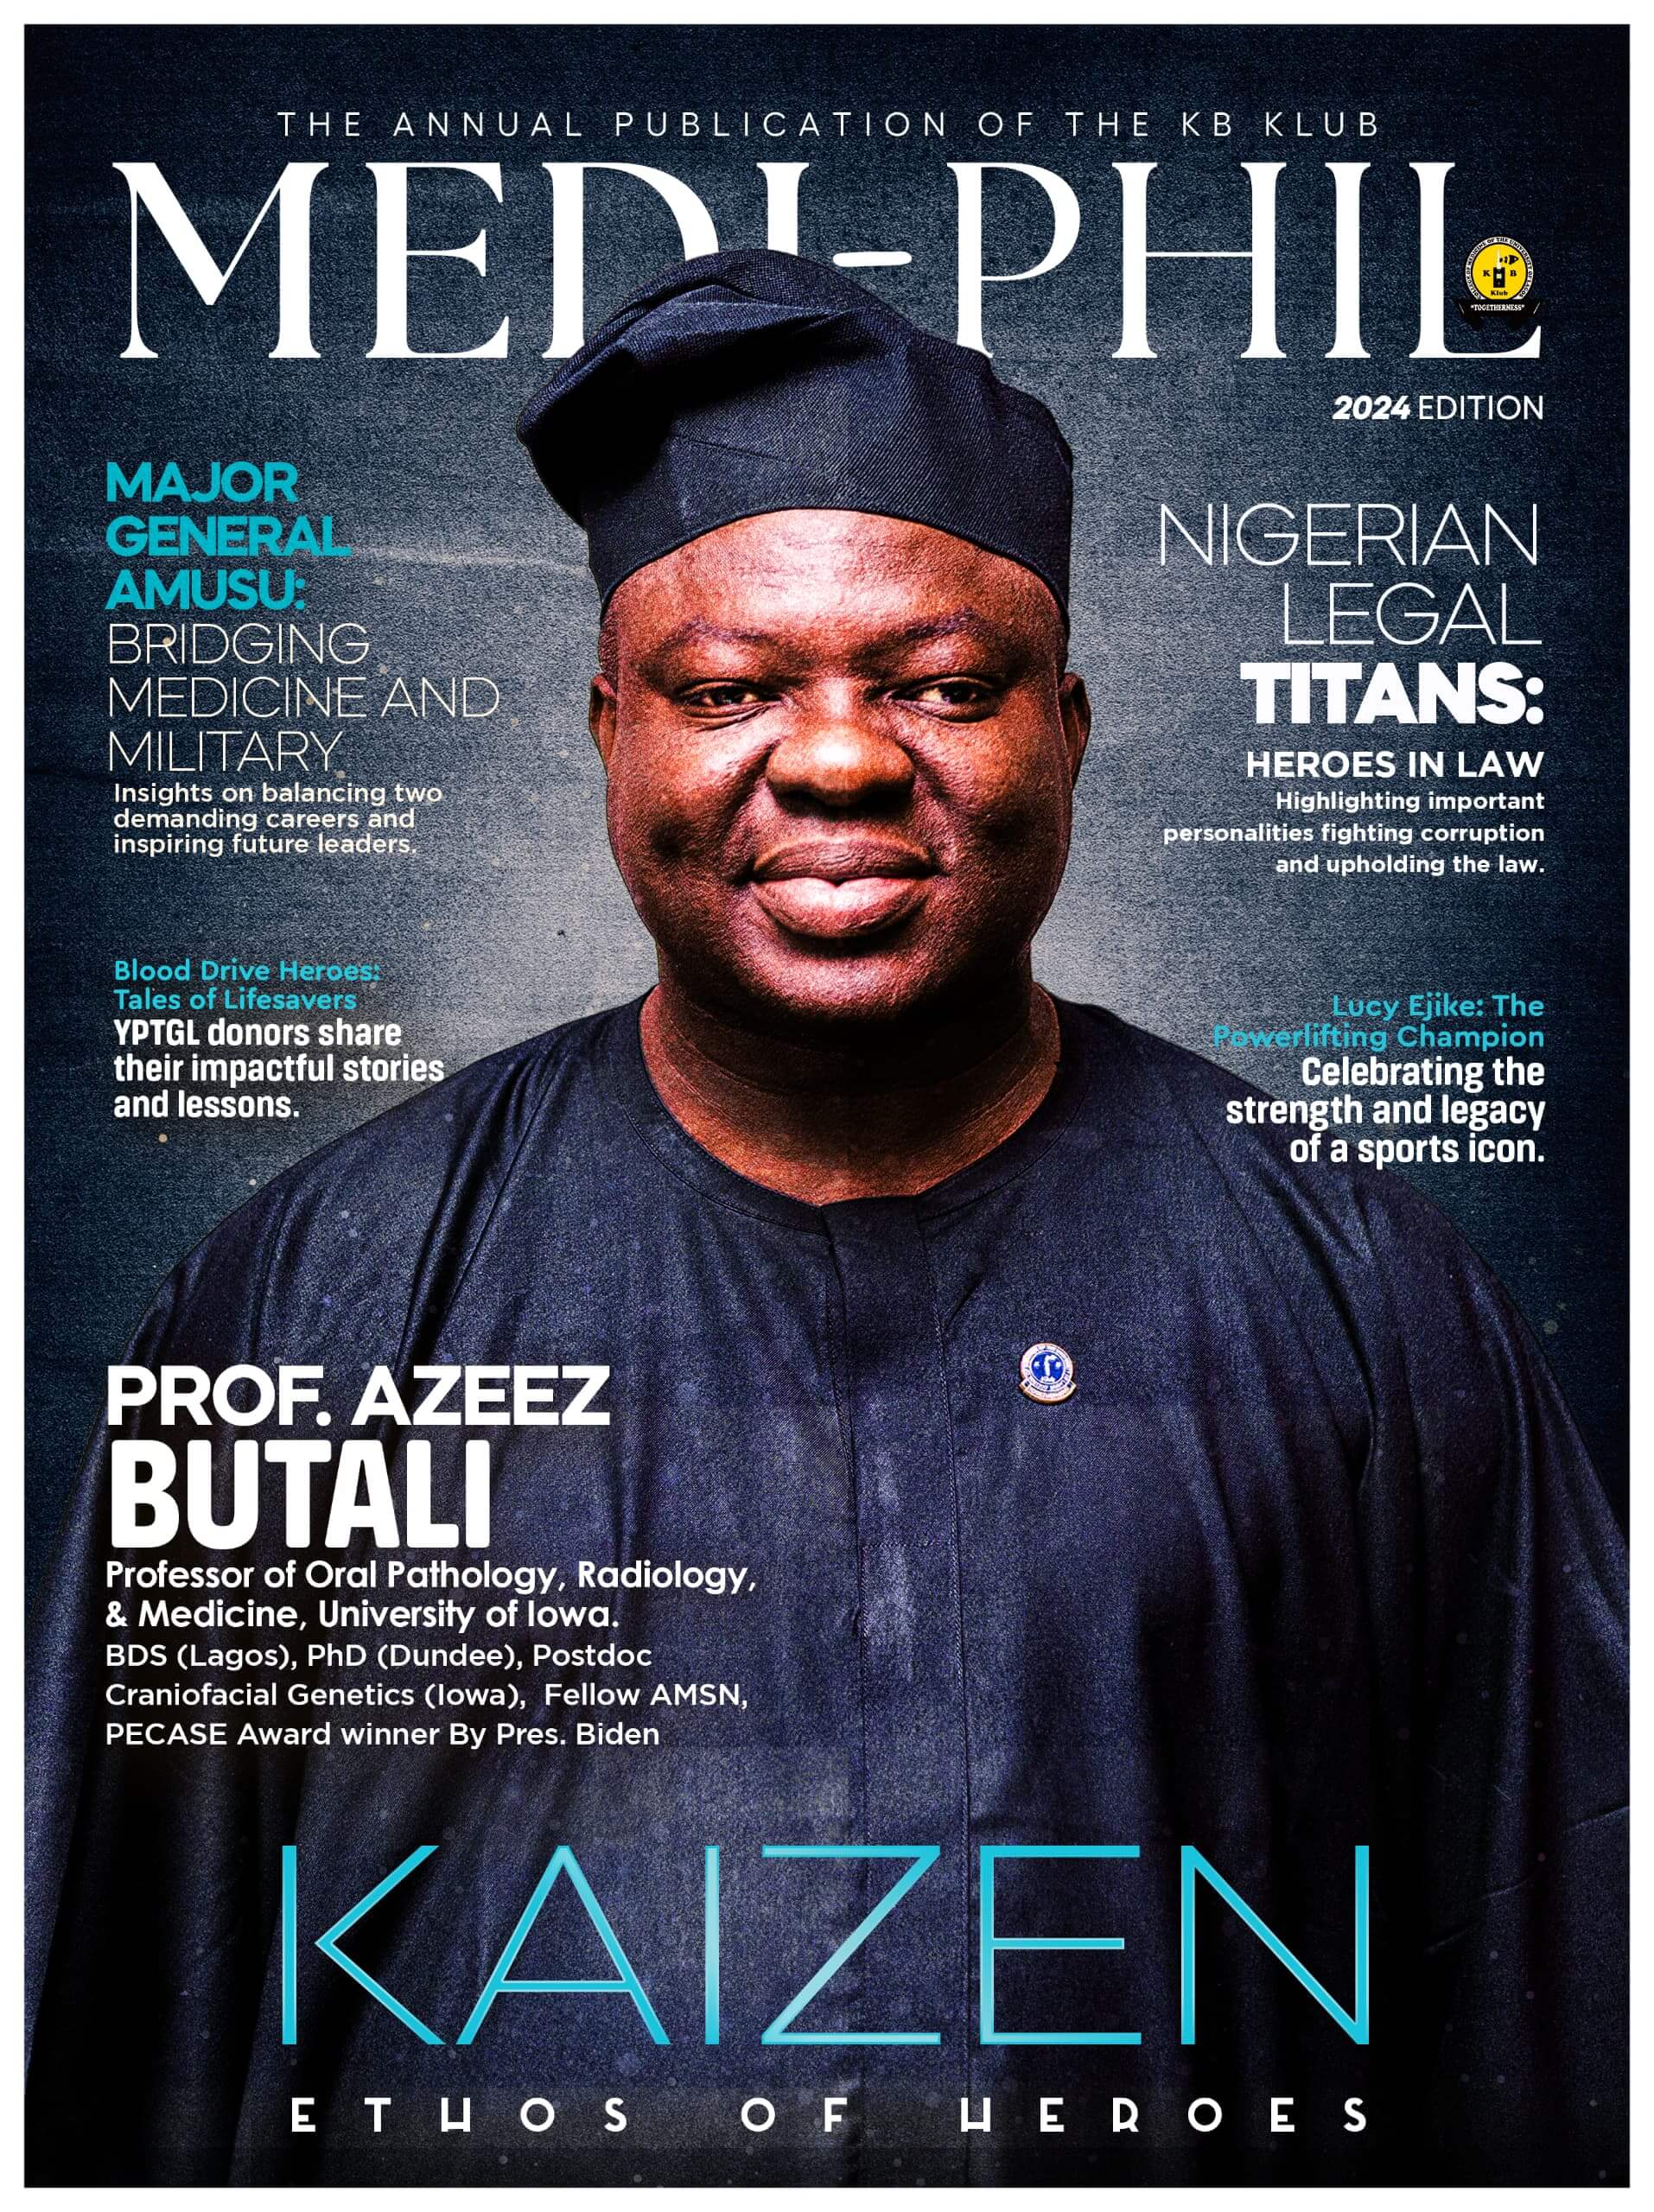 THE ANNUAL PUBLICATION OF THE KB KLUB
MEDI-PHIL
K B
Klub
"TOGETHERNESS"
2024 EDITION
MAJOR
GENERAL
AMUSU:
BRIDGING
MEDICINE AND
MILITARY
Insights on balancing two
demanding careers and
inspiring future leaders.
NIGERIAN
LEGAL
TITANS:
HEROES IN LAW
Highlighting important
personalities fighting corruption
and upholding the law.
Blood Drive Heroes:
Tales of Lifesavers
YPTGL donors share
their impactful stories
and lessons.
Lucy Ejike: The
Powerlifting Champion
Celebrating the
strength and legacy
of a sports icon.
PROF. AZEEZ
BUTALI
Professor of Oral Pathology, Radiology,
& Medicine, University of Iowa.
BDS (Lagos), PhD (Dundee), Postdoc
Craniofacial Genetics (Iowa), Fellow AMSN,
PECASE Award winner By Pres. Biden
KAIZEN
ETHOS OF HEROES